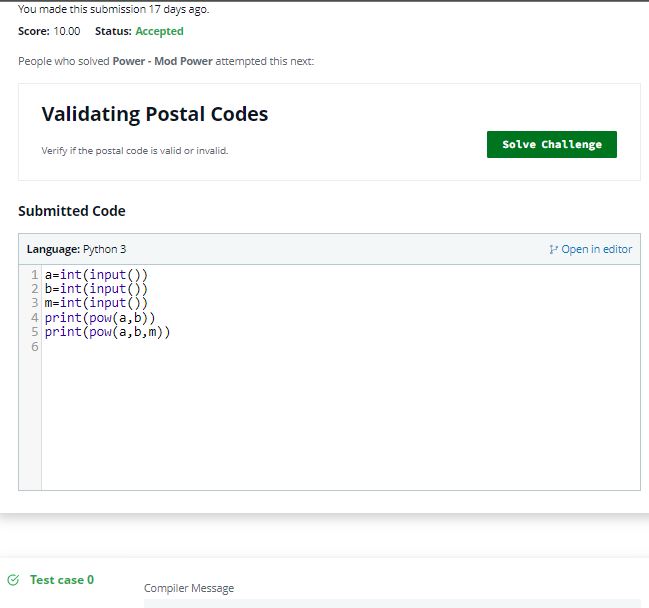 You made this submission 17 days ago.
Score: 10.00 Status: Accepted
People who solved Power - Mod Power attempted this next:
Validating Postal Codes
Verify if the postal code is valid or invalid.
Solve Challenge
Submitted Code
Language: Python 3
Open in editor
1 a=int(input())
2 b=int(input())
3 m=int(input())
4 print(pow(a,b))
5 print(pow(a,b,m))
6
Test case 0
Compiler Message